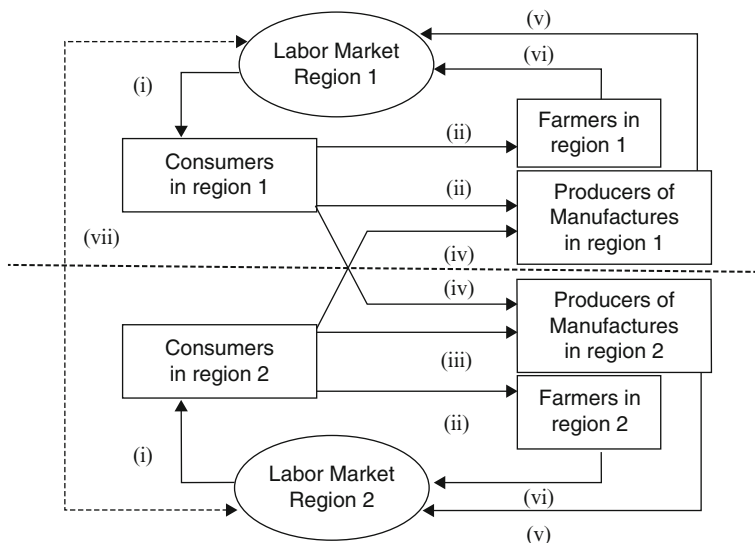 (v)
Labor Market
Region 1
(vi)
(i)
Farmers in
region 1
(ii)
Consumers
in region 1
(ii)
Producers of
Manufactures
in region 1
(vii)
(iv)
(iv)
Producers of
Manufactures
in region 2
Consumers
in region 2
(iii)
Farmers in
region 2
(ii)
(i)
Labor Market
Region 2
(vi)
(v)